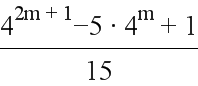 4^{2m + 1}−5 · 4^{m} + 1
15